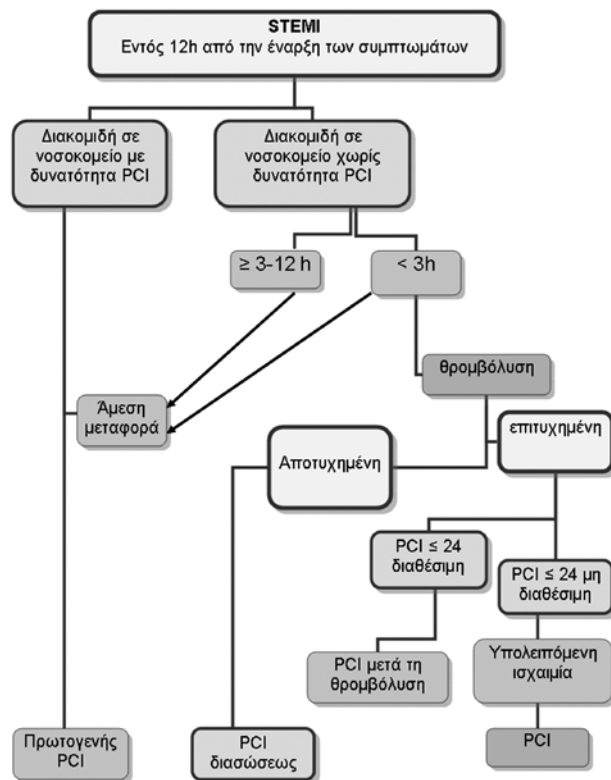 STEMI
Εντός 12h από την έναρξη των συμπτωμάτων
Διακομιδή σε
νοσοκομείο με
δυνατότητα PCI
Διακομιδή σε
νοσοκομείο χωρίς
δυνατότητα PCI
≥ 3-12 h
< 3h
θρομβόλυση
Άμεση
μεταφορά
επιτυχημένη
Αποτυχημένη
PCI ≤ 24
διαθέσιμη
PCI ≤ 24 μη
διαθέσιμη
PCI μετά τη
θρομβόλυση
Υπολειπόμενη
ισχαιμία
Πρωτογενής
PCI
PCI
διασώσεως
PCI